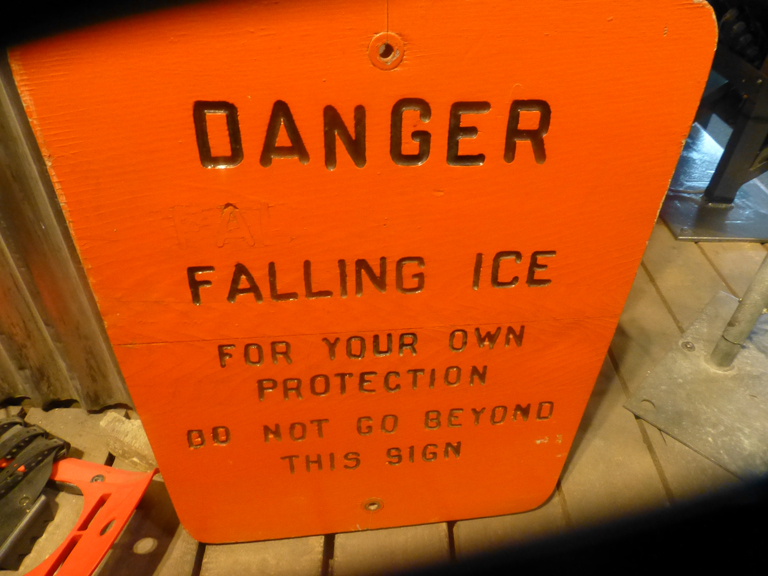 DANGER
FALLING ICE
FOR YOUR OWN
PROTECTION
DO NOT GO BEYOND
THIS SIGN